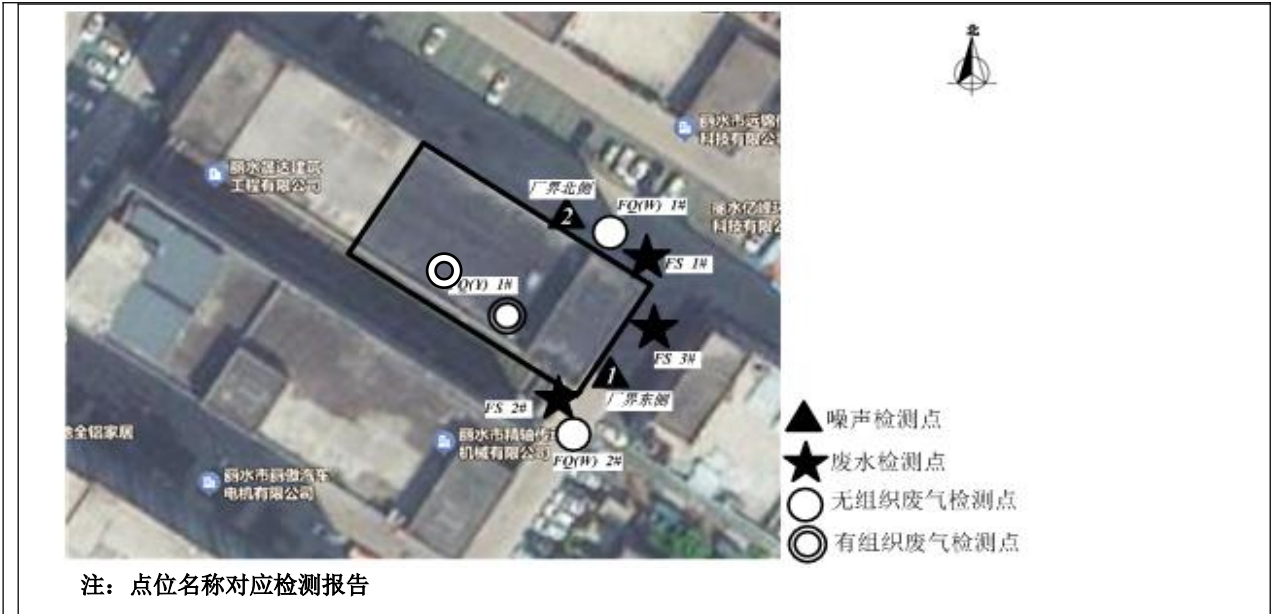 北
丽水市远锦
科技有限公
丽水晟达建筑
工程有限公司
厂界北侧
2
FQ(W) 1#
丽水亿嶂
科技有限公
FS 1#
Q(Y) 1#
FS 3#
1
厂界东侧
FS 2#
全铝家居
丽水市精轴传
机械有限公司
FQ(W) 2#
丽水市丽傲汽车
电机有限公司
噪声检测点
废水检测点
无组织废气检测点
有组织废气检测点
注：点位名称对应检测报告